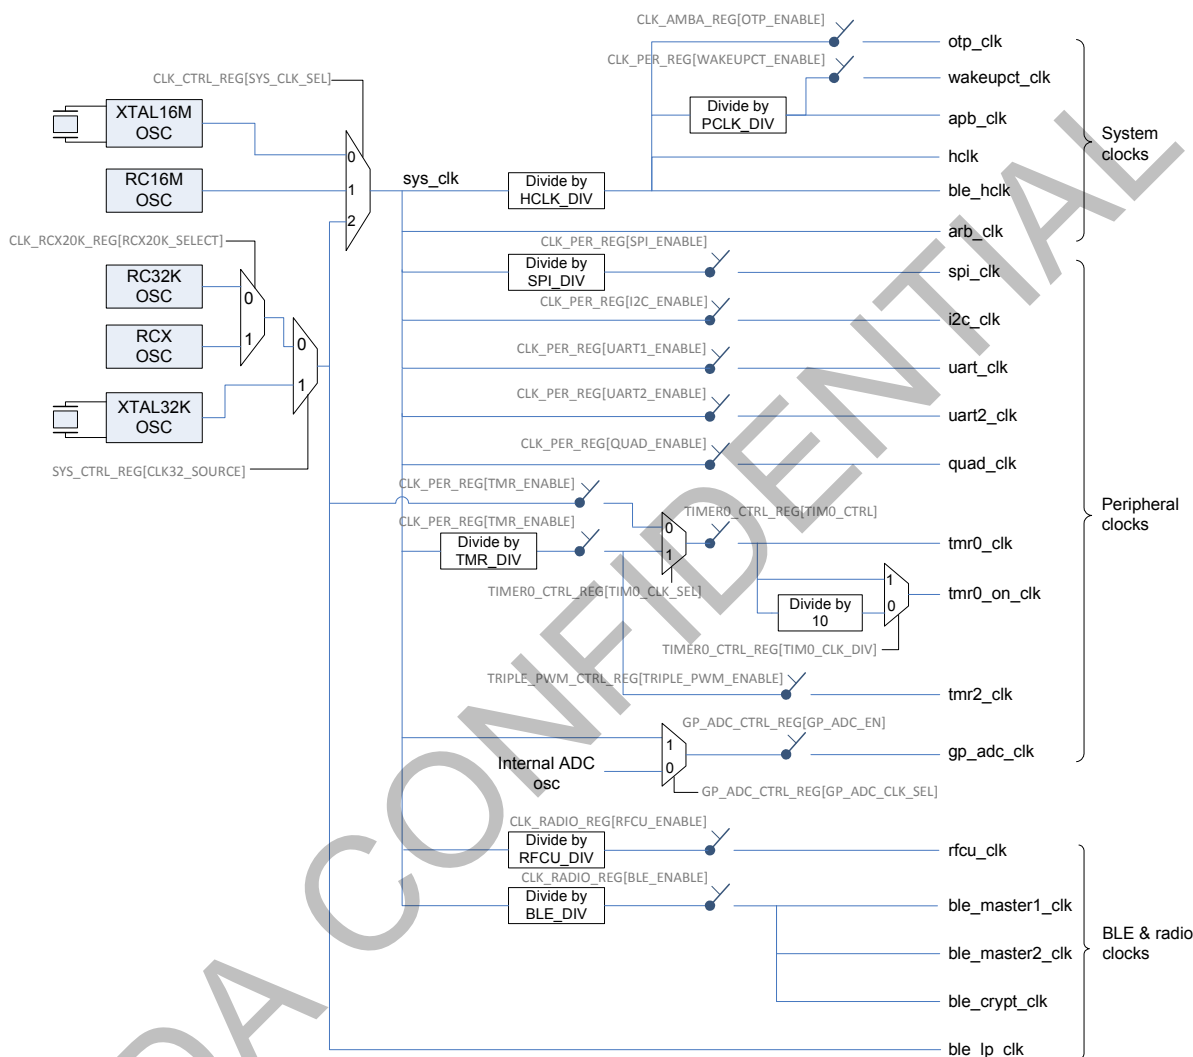 CLK_AMBA_REG[OTP_ENABLE]
otp_clk
CLK_PER_REG[WAKEUPCT_ENABLE]
wakeupct_clk
CLK_CTRL_REG[SYS_CLK_SEL]
XTAL16M
OSC
Divide by
PCLK_DIV
apb_clk
System
clocks
0
hclk
RC16M
OSC
1
sys_clk
Divide by
HCLK_DIV
ble_hclk
2
arb_clk
CLK_RCX20K_REG[RCX20K_SELECT]
CLK_PER_REG[SPI_ENABLE]
RC32K
OSC
Divide by
SPI_DIV
spi_clk
0
CLK_PER_REG[I2C_ENABLE]
i2c_clk
RCX
OSC
1
0
CLK_PER_REG[UART1_ENABLE]
uart_clk
1
XTAL32K
OSC
CLK_PER_REG[UART2_ENABLE]
uart2_clk
CLK_PER_REG[QUAD_ENABLE]
quad_clk
SYS_CTRL_REG[CLK32_SOURCE]
CLK_PER_REG[TMR_ENABLE]
Peripheral
clocks
TIMER0_CTRL_REG[TIM0_CTRL]
CLK_PER_REG[TMR_ENABLE]
0
Divide by
TMR_DIV
1
tmr0_clk
TIMER0_CTRL_REG[TIM0_CLK_SEL]
1
tmr0_on_clk
Divide by
10
0
TIMER0_CTRL_REG[TIM0_CLK_DIV]
TRIPLE_PWM_CTRL_REG[TRIPLE_PWM_ENABLE]
tmr2_clk
GP_ADC_CTRL_REG[GP_ADC_EN]
1
gp_adc_clk
Internal ADC
osc
0
GP_ADC_CTRL_REG[GP_ADC_CLK_SEL]
CLK_RADIO_REG[RFCU_ENABLE]
Divide by
RFCU_DIV
rfcu_clk
CLK_RADIO_REG[BLE_ENABLE]
Divide by
BLE_DIV
ble_master1_clk
BLE & radio
clocks
ble_master2_clk
ble_crypt_clk
ble_lp_clk
DA CONFIDENTIAL